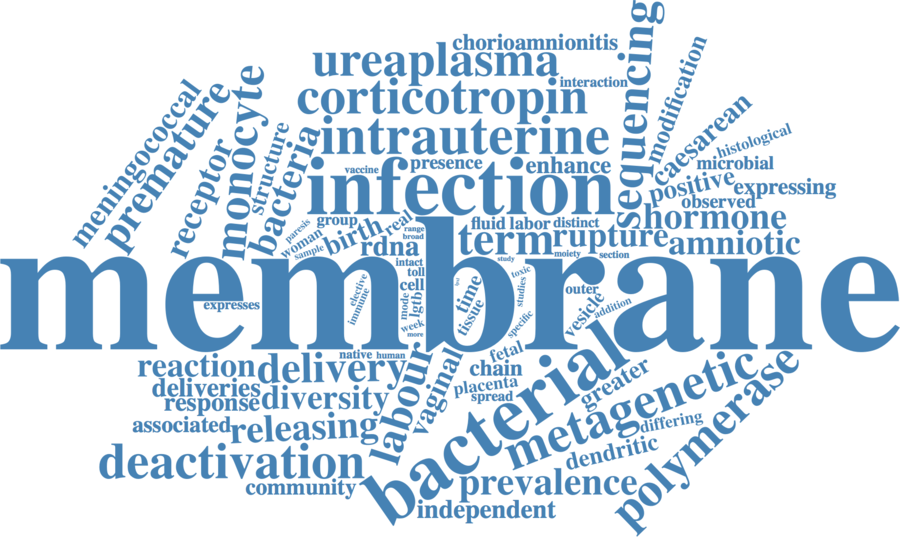 chorioamnionitis
ureaplasma
interaction
corticotropin
sequencing
modification
caesarean
histological
microbial
meningococcal
premature
receptor
monocyte
structure
bacteria
intrauterine
vaccine
presence
enhance
infection
positive
expressing
observed
hormone
paresis
woman
sample
group
birth
real
rdna
range
broad
fluid
labor
distinct
term
rupture
amniotic
study
moiety
section
intact
toll
cell
membrane
expresses
elective
immune
mode
lgtb
week
more
time
tissue
toxic
studies
specific
outer
vesicle
addition
native
human
reaction
delivery
deliveries
response
diversity
associated
releasing
deactivation
community
labour
vaginal
fetal
chain
placenta
spread
bacterial
greater
metagenetic
differing
dendritic
polymerase
prevalence
independent